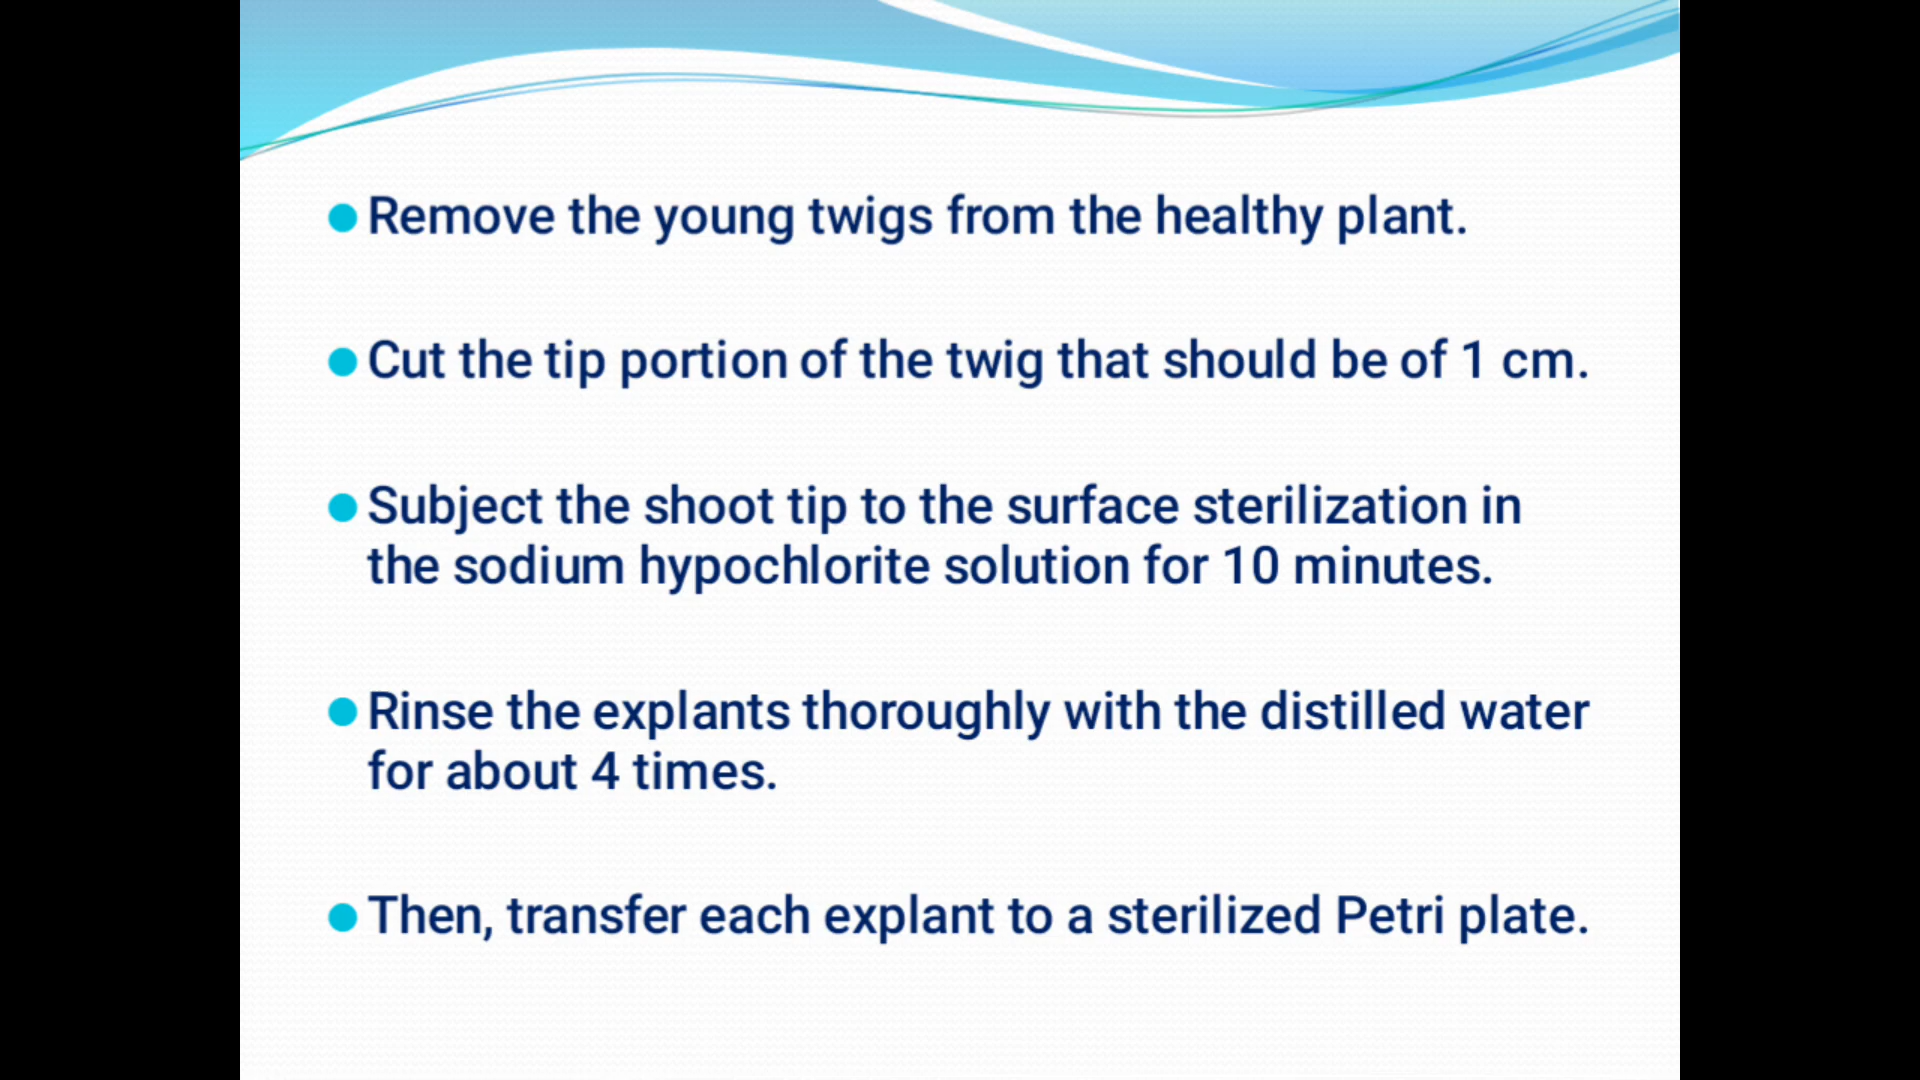 Remove the young twigs from the healthy plant.
Cut the tip portion of the twig that should be of 1 cm.
Subject the shoot tip to the surface sterilization in
the sodium hypochlorite solution for 10 minutes.
Rinse the explants thoroughly with the distilled water
for about 4 times.
Then, transfer each explant to a sterilized Petri plate.